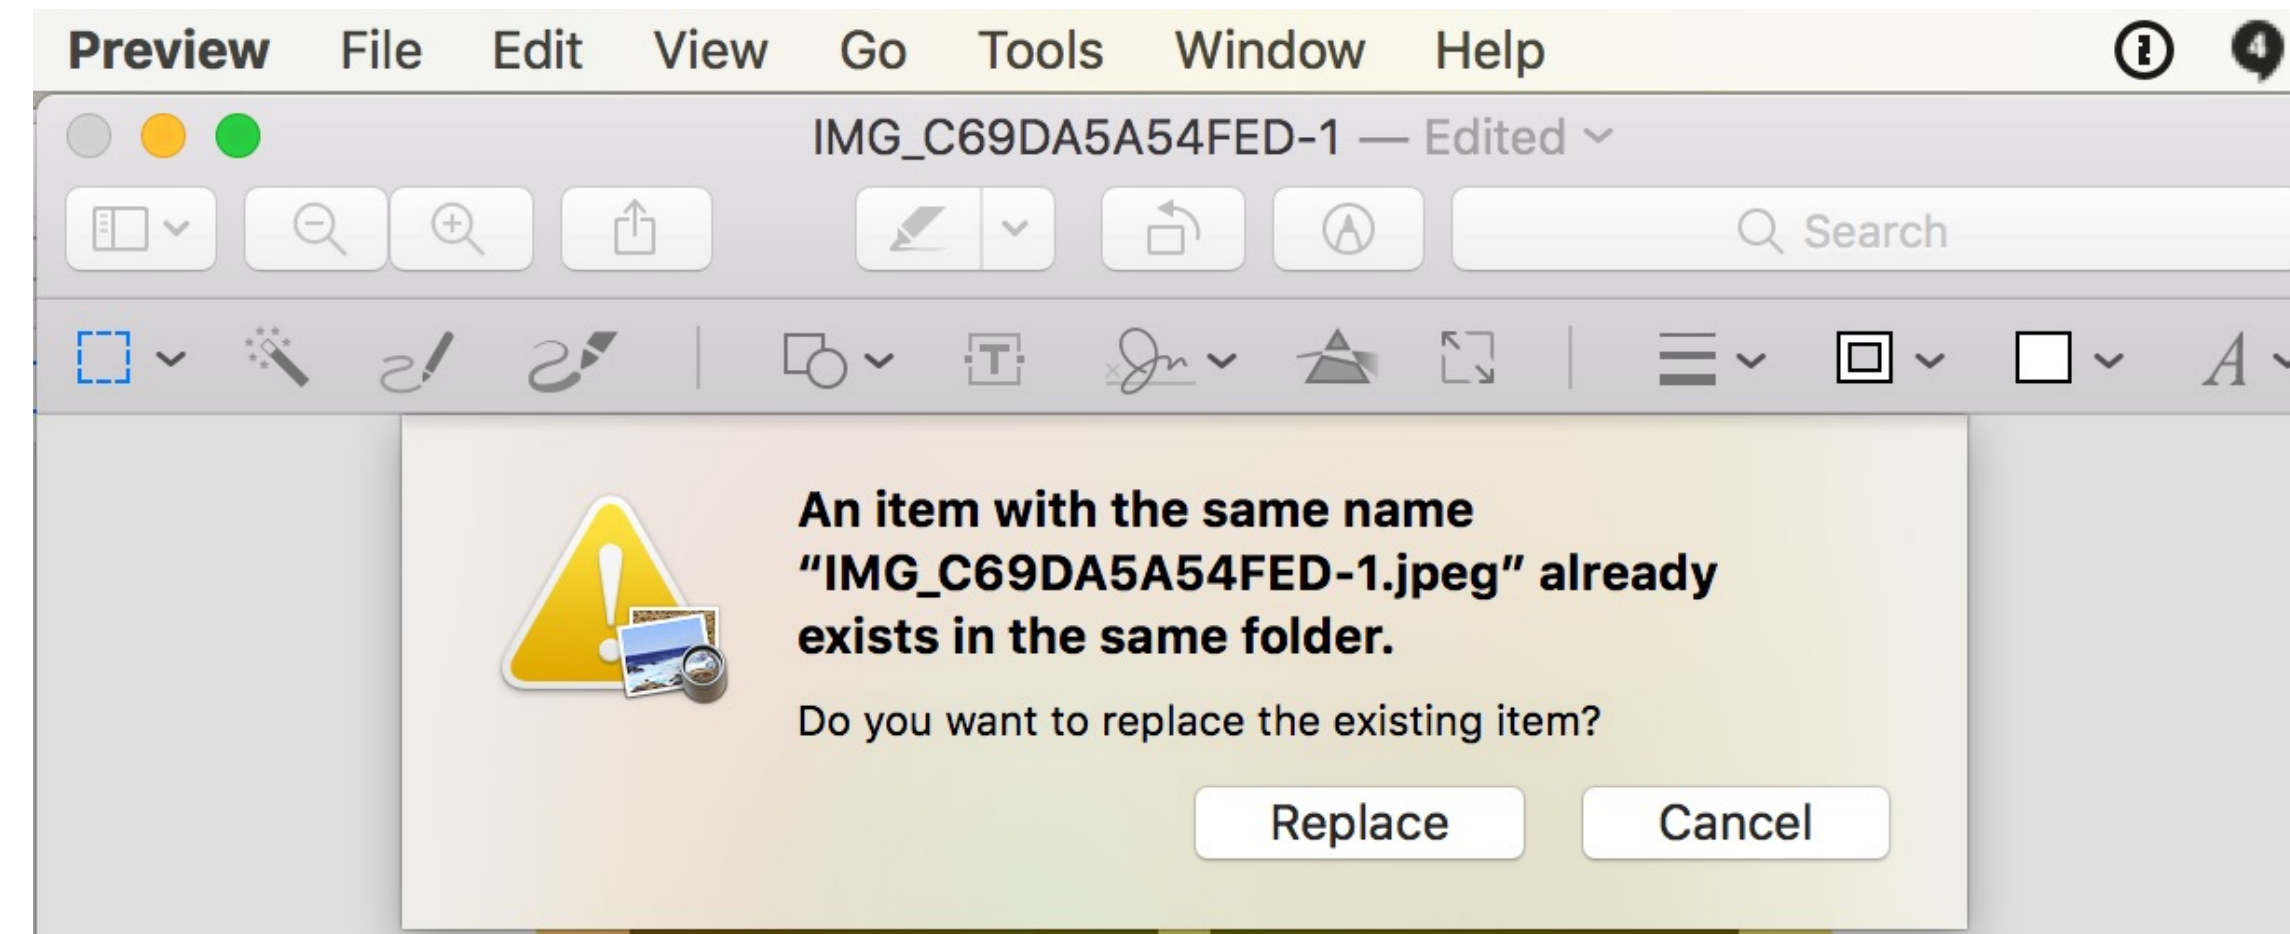 Preview File Edit View Go Tools Window Help 4
IMG_C69DA5A54FED-1 — Edited
Search
T A
An item with the same name
“IMG_C69DA5A54FED-1.jpeg” already
exists in the same folder.
Do you want to replace the existing item?
Replace Cancel